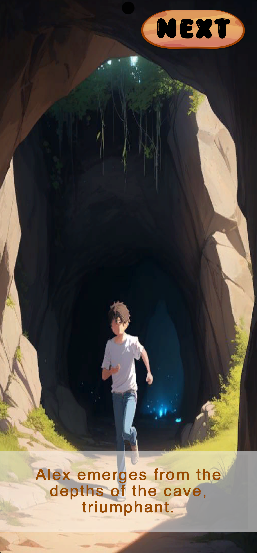 NEXT
Alex emerges from the
depths of the cave,
triumphant.